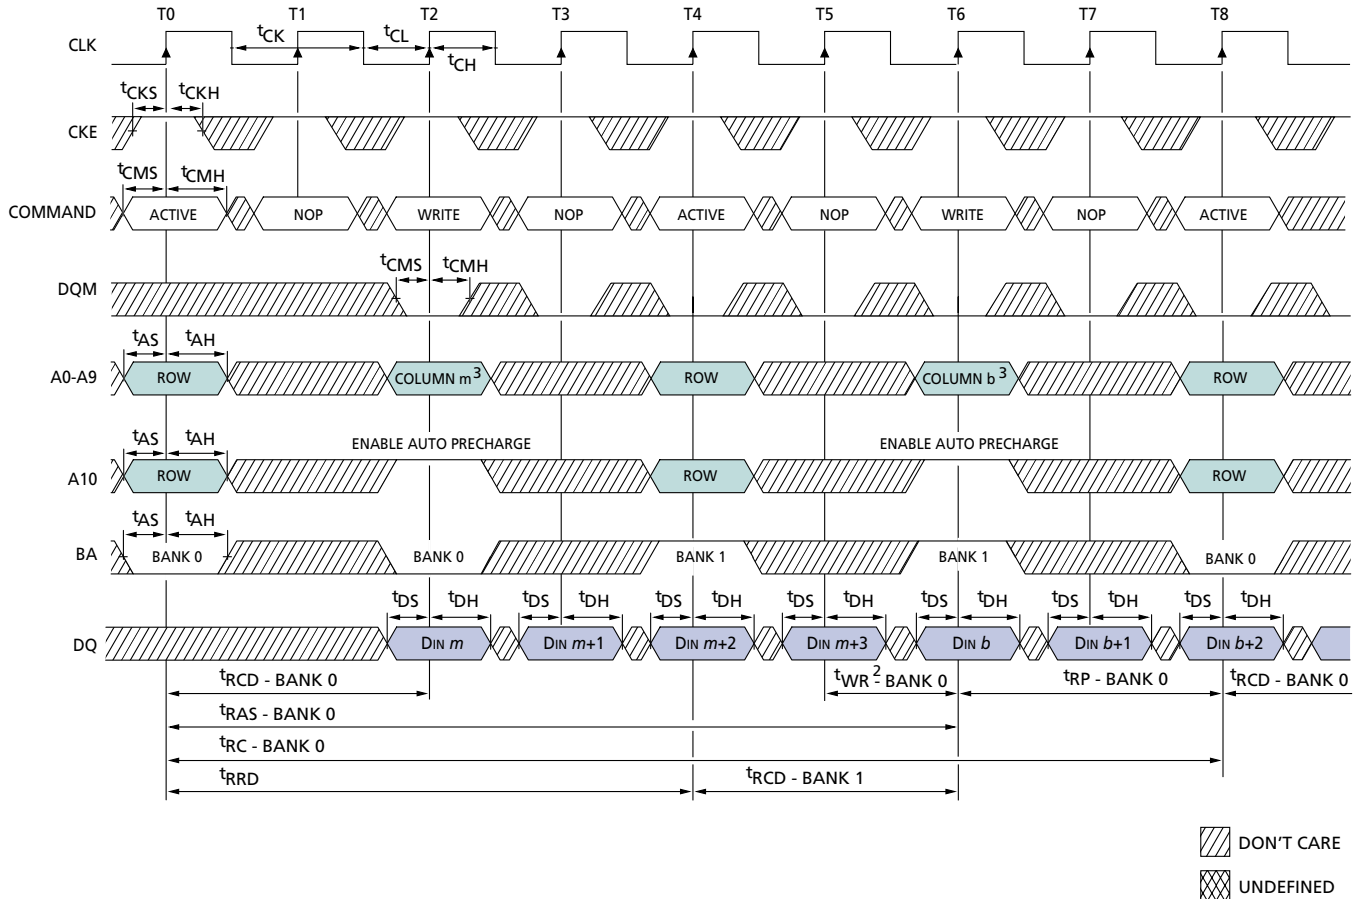 T0 T1 T2 T3 T4 T5 T6 T7 T8
CLK tCK tCL tCH
tCKS tCKH
CKE
tCMS tCMH
COMMAND ACTIVE NOP WRITE NOP ACTIVE NOP WRITE NOP ACTIVE
tCMS tCMH
DQM
tAS tAH
A0-A9 ROW COLUMN m3 ROW COLUMN b3 ROW
tAS tAH ENABLE AUTO PRECHARGE ENABLE AUTO PRECHARGE
A10 ROW ROW ROW
tAS tAH
BA BANK 0 BANK 0 BANK 1 BANK 1 BANK 0
tDS tDH tDS tDH tDS tDH tDS tDH tDS tDH tDS tDH tDS tDH
DQ DIN m DIN m+1 DIN m+2 DIN m+3 DIN b DIN b+1 DIN b+2
tRCD - BANK 0 tWR2 - BANK 0 tRP - BANK 0 tRCD - BANK 0
tRAS - BANK 0
tRC - BANK 0
tRRD tRCD - BANK 1
DON'T CARE
UNDEFINED